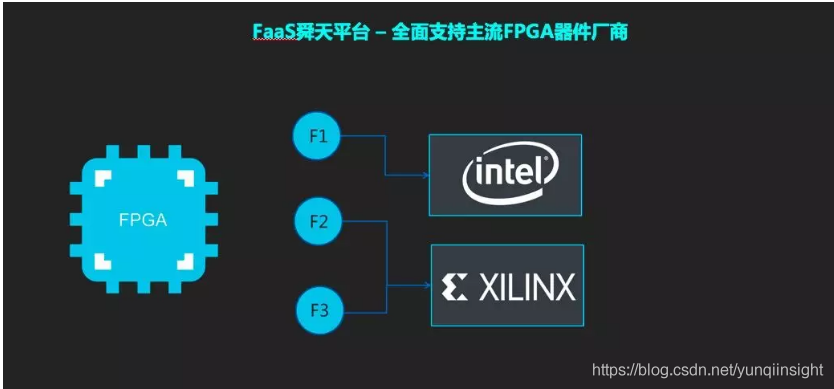 FaaS舜天平台 – 全面支持主流FPGA器件厂商
F1
intel
FPGA
F2
XILINX
F3
https://blog.csdn.net/yunqiinsight